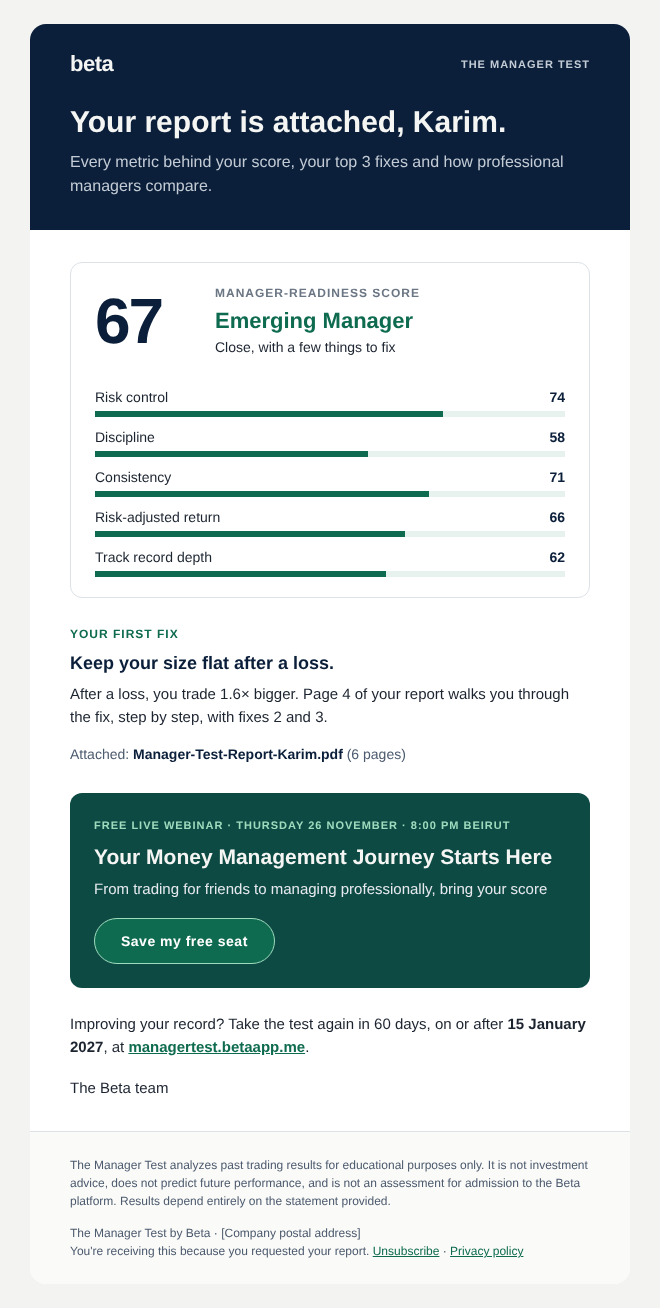 beta
THE MANAGER TEST
Your report is attached, Karim.
Every metric behind your score, your top 3 fixes and how professional
managers compare.
67
MANAGER-READINESS SCORE
Emerging Manager
Close, with a few things to fix
Risk control 74
Discipline 58
Consistency 71
Risk-adjusted return 66
Track record depth 62
YOUR FIRST FIX
Keep your size flat after a loss.
After a loss, you trade 1.6× bigger. Page 4 of your report walks you through
the fix, step by step, with fixes 2 and 3.
Attached: Manager-Test-Report-Karim.pdf (6 pages)
FREE LIVE WEBINAR · THURSDAY 26 NOVEMBER · 8:00 PM BEIRUT
Your Money Management Journey Starts Here
From trading for friends to managing professionally, bring your score
Save my free seat
Improving your record? Take the test again in 60 days, on or after 15 January
2027, at managertest.betaapp.me.
The Beta team
The Manager Test analyzes past trading results for educational purposes only. It is not investment
advice, does not predict future performance, and is not an assessment for admission to the Beta
platform. Results depend entirely on the statement provided.
The Manager Test by Beta · [Company postal address]
You're receiving this because you requested your report. Unsubscribe · Privacy policy